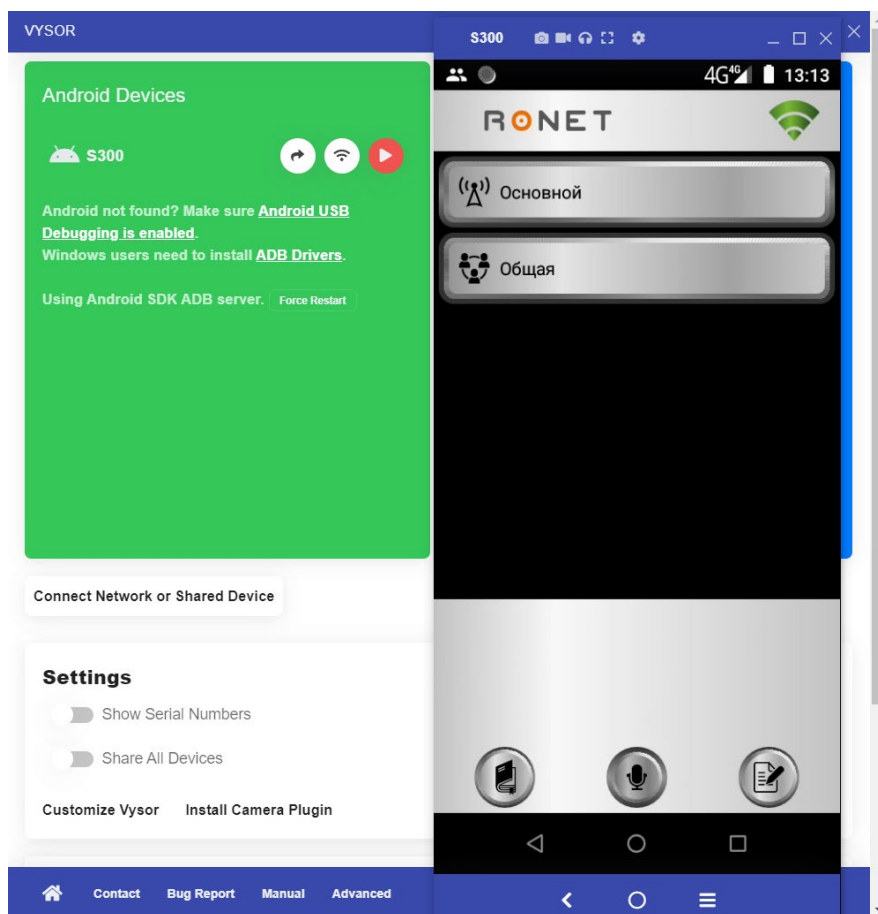 VYSOR
Android Devices
S300
Android not found? Make sure Android USB
Debugging is enabled.
Windows users need to install ADB Drivers.
Using Android SDK ADB server. Force Restart
Connect Network or Shared Device
Settings
Show Serial Numbers
Share All Devices
Customize Vysor Install Camera Plugin
Contact Bug Report Manual Advanced
S300
4G 4G 13:13
RONET
Основной
Общая